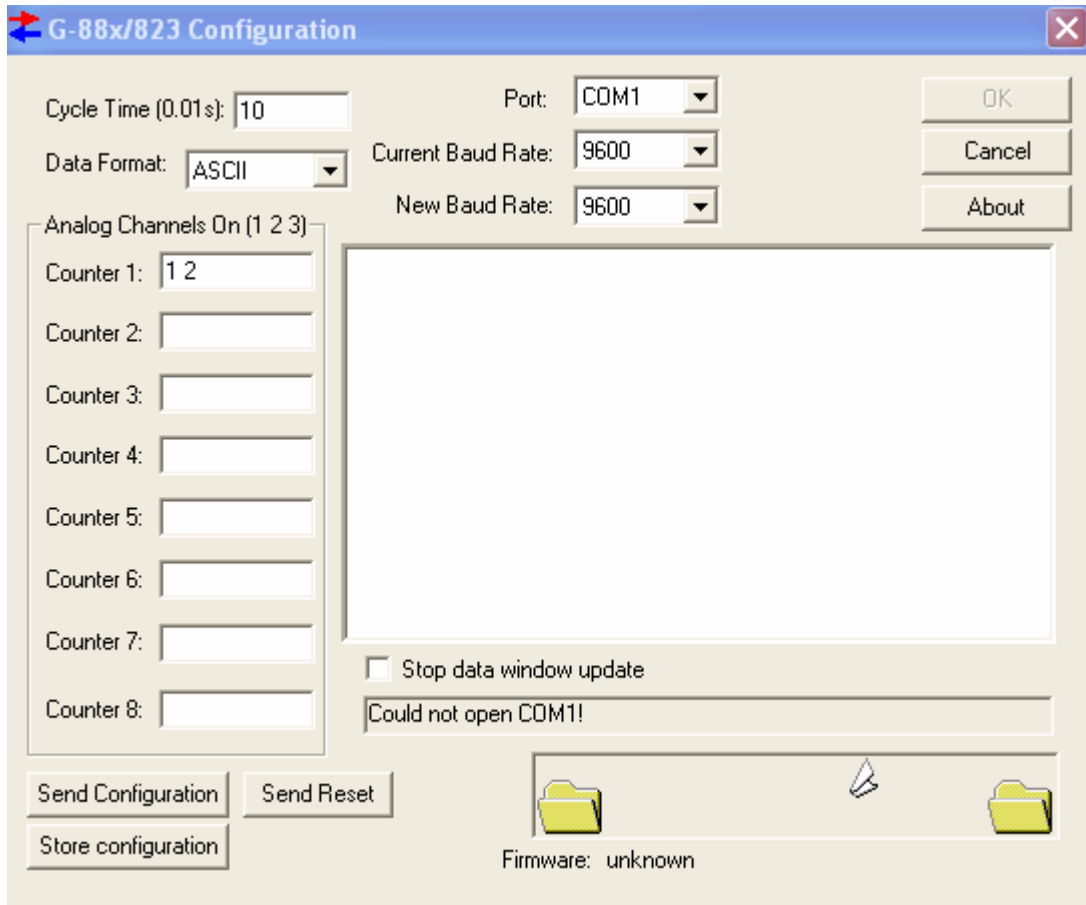 G-88x/823 Configuration
Cycle Time (0.01s): 10
Port: COM1
OK
Data Format: ASCII
Current Baud Rate: 9600
Cancel
New Baud Rate: 9600
About
Analog Channels On (1 2 3)
Counter 1: 1 2
Counter 2:
Counter 3:
Counter 4:
Counter 5:
Counter 6:
Counter 7:
Counter 8:
Stop data window update
Could not open COM1!
Send Configuration
Send Reset
Store configuration
Firmware: unknown